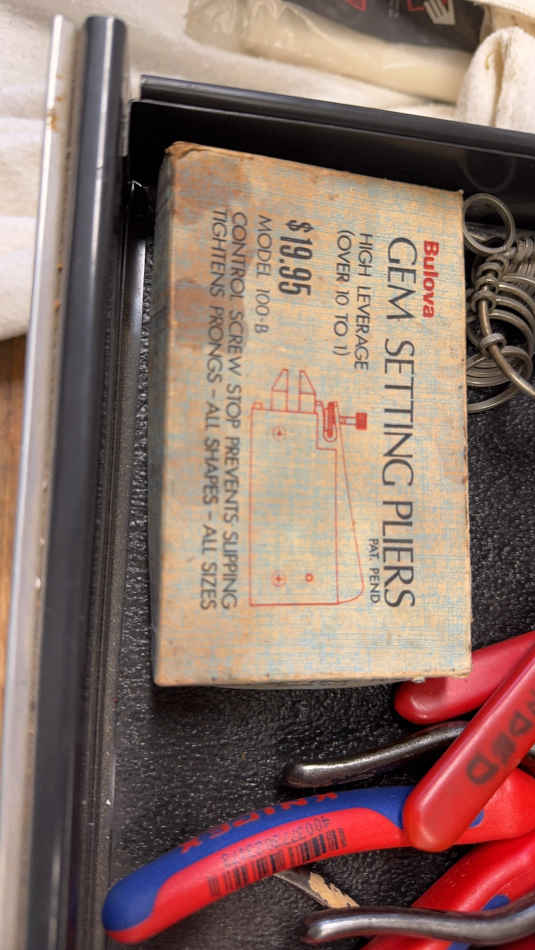 Bulova
GEM SETTING PLIERS
PAT. PEND
HIGH LEVERAGE
(OVER 10 TO 1)
$19.95
MODEL 100-B
CONTROL SCREW STOP PREVENTS SLIPPING
TIGHTENS PRONGS - ALL SHAPES - ALL SIZES
KNIPEX